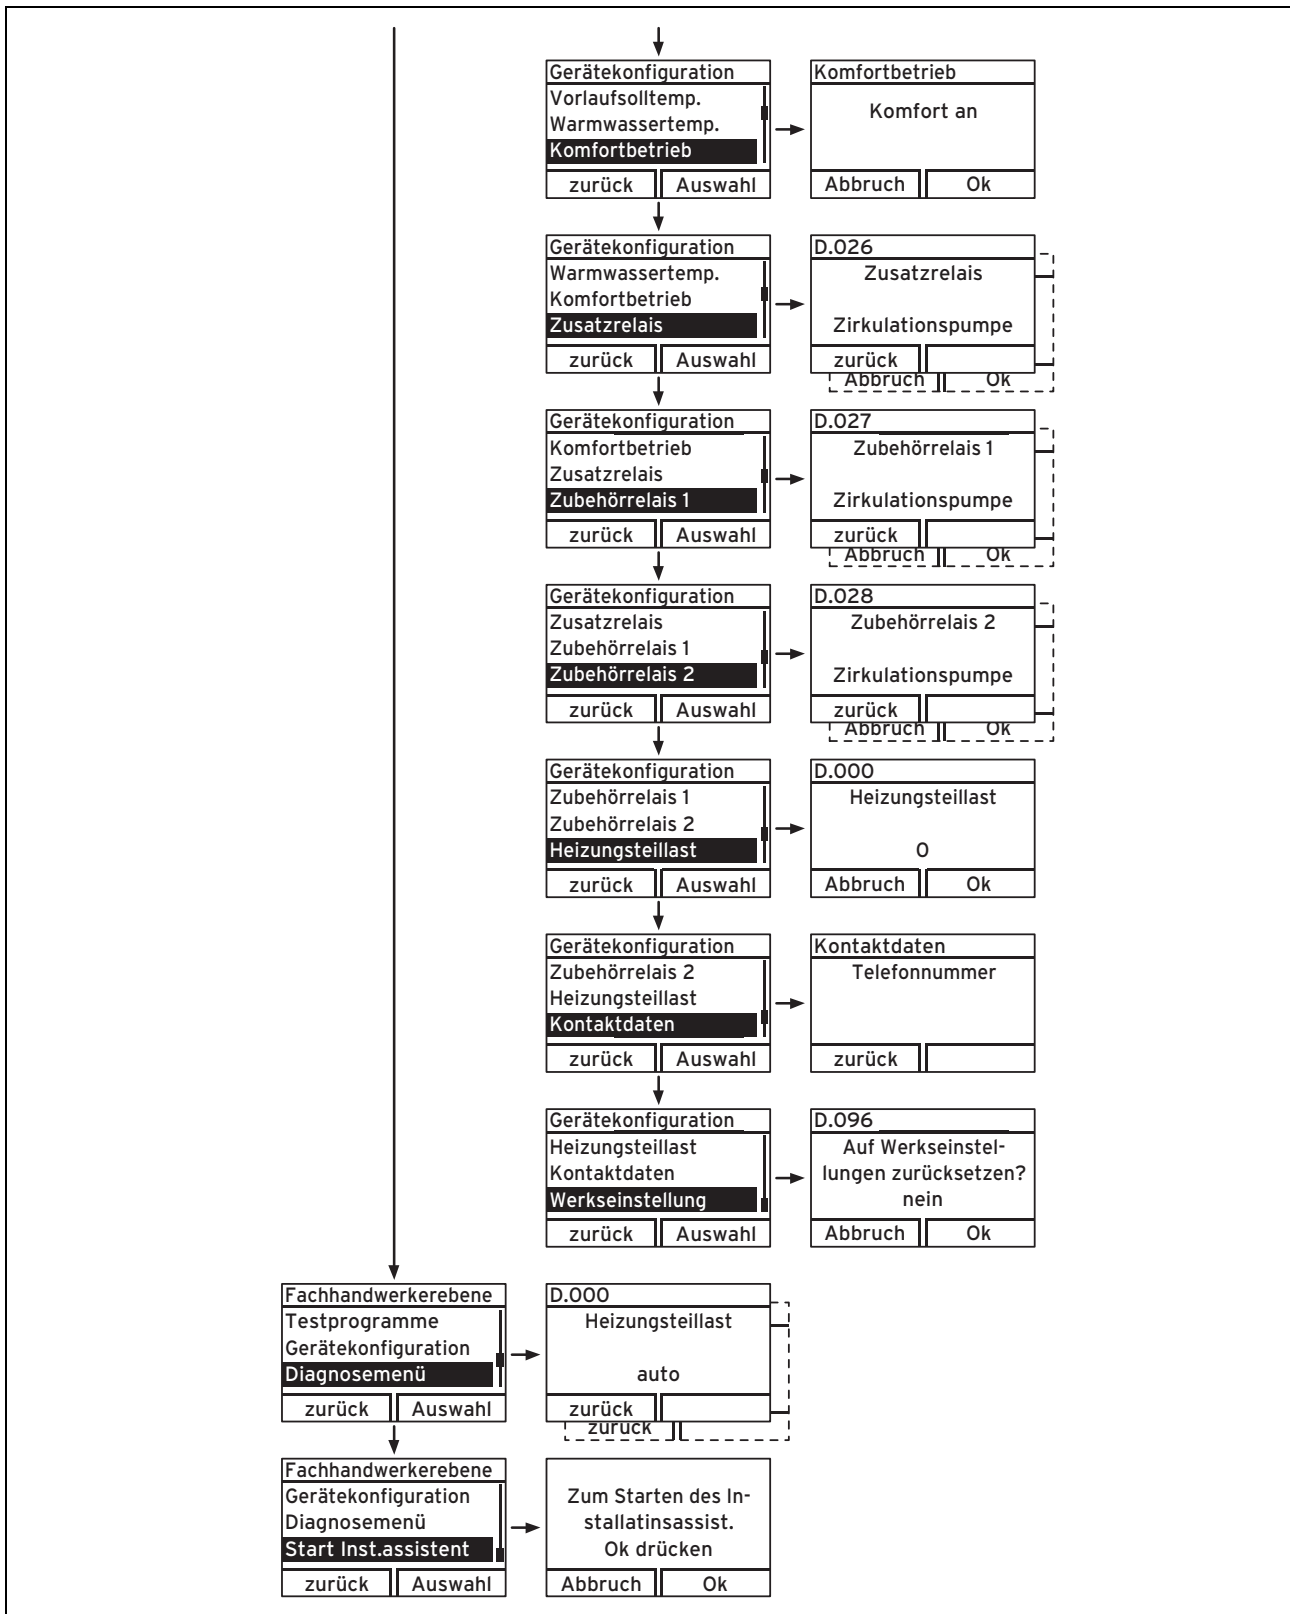 Gerätekonfiguration
Vorlaufsolltemp.
Warmwassertemp.
Komfortbetrieb
zurück Auswahl
Komfortbetrieb
Komfort an
Abbruch Ok
Gerätekonfiguration
Warmwassertemp.
Komfortbetrieb
Zusatzrelais
zurück Auswahl
D.026
Zusatzrelais
Zirkulationspumpe
zurück
Abbruch Ok
Gerätekonfiguration
Komfortbetrieb
Zusatzrelais
Zubehörrelais 1
zurück Auswahl
D.027
Zubehörrelais 1
Zirkulationspumpe
zurück
Abbruch Ok
Gerätekonfiguration
Zusatzrelais
Zubehörrelais 1
Zubehörrelais 2
zurück Auswahl
D.028
Zubehörrelais 2
Zirkulationspumpe
zurück
Abbruch Ok
Gerätekonfiguration
Zubehörrelais 1
Zubehörrelais 2
Heizungsteillast
zurück Auswahl
D.000
Heizungsteillast
0
Abbruch Ok
Gerätekonfiguration
Zubehörrelais 2
Heizungsteillast
Kontaktdaten
zurück Auswahl
Kontaktdaten
Telefonnummer
zurück
Gerätekonfiguration
Heizungsteillast
Kontaktdaten
Werkseinstellung
zurück Auswahl
D.096
Auf Werkseinstel-
lungen zurücksetzen?
nein
Abbruch Ok
Fachhandwerkerebene
Testprogramme
Gerätekonfiguration
Diagnosemenü
zurück Auswahl
D.000
Heizungsteillast
auto
zurück
zurück
Fachhandwerkerebene
Gerätekonfiguration
Diagnosemenü
Start Inst.assistent
zurück Auswahl
Zum Starten des In-
stallatinsassist.
Ok drücken
Abbruch Ok